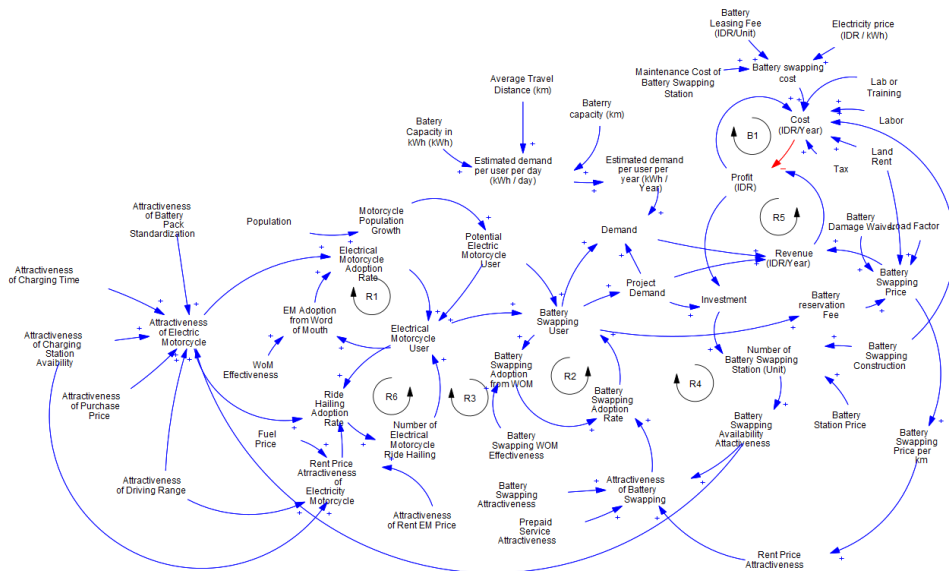 Battery
Leasing Fee
(IDR/Unit)
Electricity price
(IDR / kWh)
Maintenance Cost of
Battery Swapping
Station
Battery swapping
cost
Lab or
Training
Average Travel
Distance (km)
Batery
Capacity in
kWh (kWh)
Baterry
capacity (km)
Cost
(IDR/Year)
Labor
B1
Land
Rent
Tax
Estimated demand
per user per day
(kWh / day)
Estimated demand
per user per
year (kWh /
Year)
Profit
(IDR)
Attractiveness
of Battery
Pack
Standardization
Population
Motorcycle
Population
Growth
R5
Battery
Damage Waiver
Load Factor
Electrical
Motorcycle
Adoption Rate
Potential Electric
Motorcycle
User
Demand
Revenue
(IDR/Year)
Attractiveness
of Charging Time
R1
Project
Demand
Battery
Swapping
Price
EM Adoption
from Word
of Mouth
Investment
Battery
reservation
Fee
Attractiveness
of Electric
Motorcycle
Electrical
Motorcycle
User
Battery
Swapping
User
Attractiveness
of Charging
Station
Avaibility
WoM
Effectiveness
Battery
Swapping
Adoption
from WOM
R2
Number of
Battery Swapping
Station (Unit)
Battery
Swapping
Construction
R6
R3
R4
Attractiveness
of Purchase
Price
Ride
Hailing
Adoption
Rate
Battery
Swapping
Adoption
Rate
Battery
Station Price
Fuel
Price
Number of
Electrical
Motorcycle
Ride Hailing
Battery Swapping WOM
Effectiveness
Battery
Swapping
Availability
Attactiveness
Battery
Swapping
Price per
km
Rent Price
Atrractiveness
of
Electricity
Motorcycle
Attractiveness
of Driving Range
Battery
Swapping
Attractiveness
Attractiveness
of Battery
Swapping
Attractiveness
of Rent EM Price
Prepaid
Service
Attractiveness
Rent Price
Attractiveness